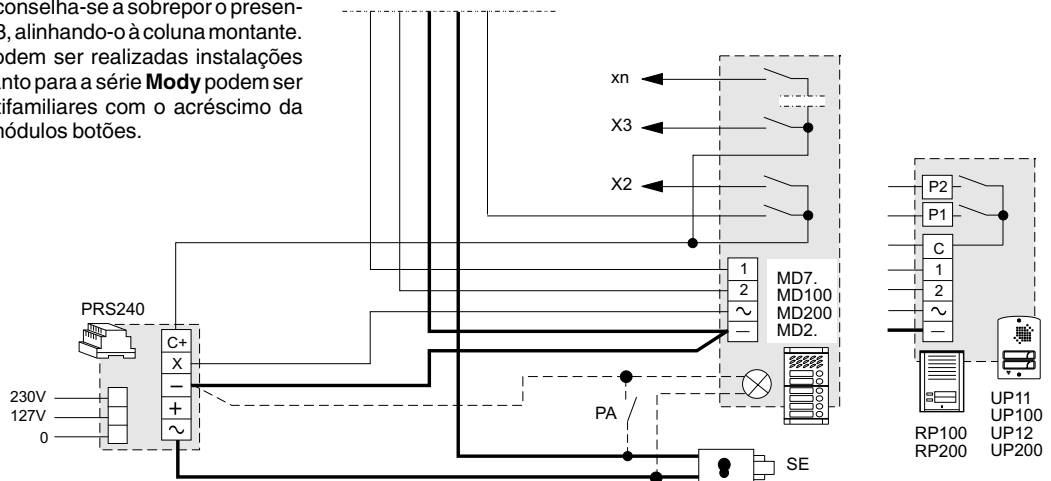 conselha-se a sobrepor o presen-
3, alinhando-o à coluna montante.
odem ser realizadas instalações
anto para a série Mody podem ser
tifamiliares com o acréscimo da
nódulos botões.
xn
X3
X2
P2
P1
C
1
2
~
–
1
2
~
–
MD7.
MD100
MD200
MD2.
PRS240
C+
X
–
+
~
230V
127V
0
PA
SE
RP100
RP200
UP11
UP100
UP12
UP200